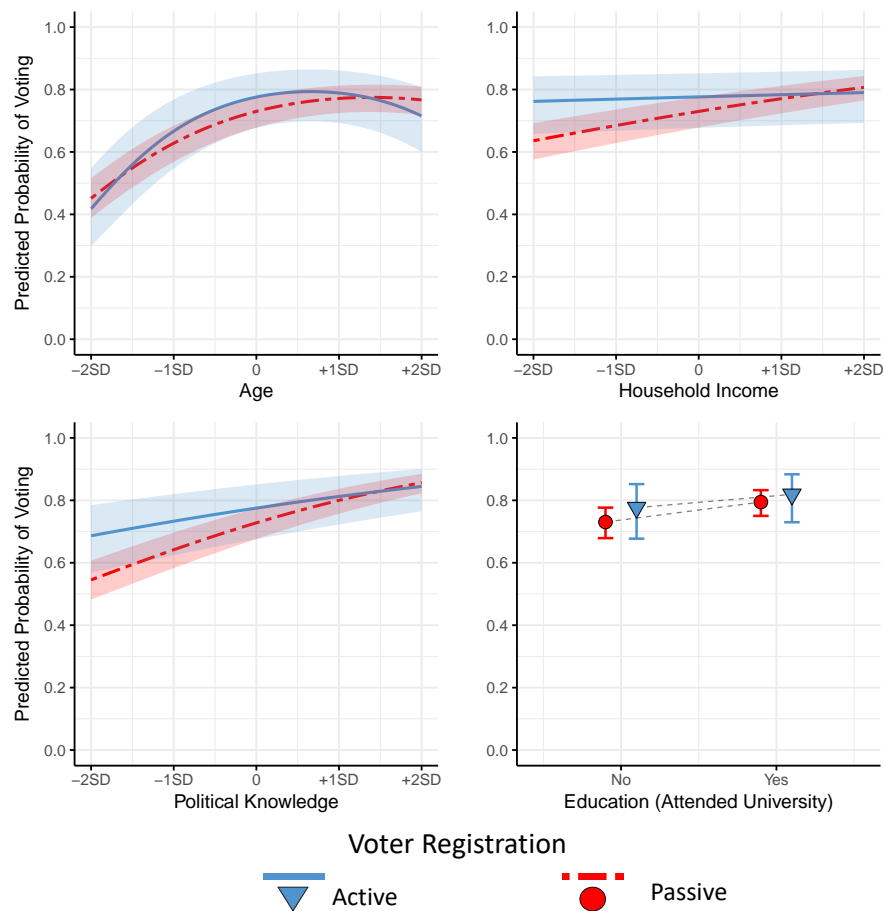 Predicted Probability of Voting
1.0
0.8
0.6
0.4
0.2
0.0
−2SD −1SD 0 +1SD +2SD
Age
1.0
0.8
0.6
0.4
0.2
0.0
−2SD −1SD 0 +1SD +2SD
Household Income
Predicted Probability of Voting
1.0
0.8
0.6
0.4
0.2
0.0
−2SD −1SD 0 +1SD +2SD
Political Knowledge
1.0
0.8
0.6
0.4
0.2
0.0
No Yes
Education (Attended University)
Voter Registration
Active Passive